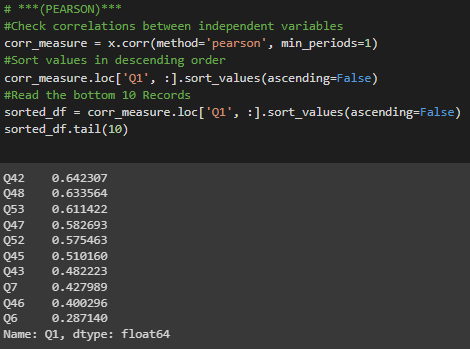 # ***(PEARSON)***
#Check correlations between independent variables
corr_measure = x.corr(method='pearson', min_periods=1)
#Sort values in descending order
corr_measure.loc['Q1', :].sort_values(ascending=False)
#Read the bottom 10 Records
sorted_df = corr_measure.loc['Q1', :].sort_values(ascending=False)
sorted_df.tail(10)
Q42    0.642307
Q48    0.633564
Q53    0.611422
Q47    0.582693
Q52    0.575463
Q45    0.510160
Q43    0.482223
Q7     0.427989
Q46    0.400296
Q6     0.287140
Name: Q1, dtype: float64